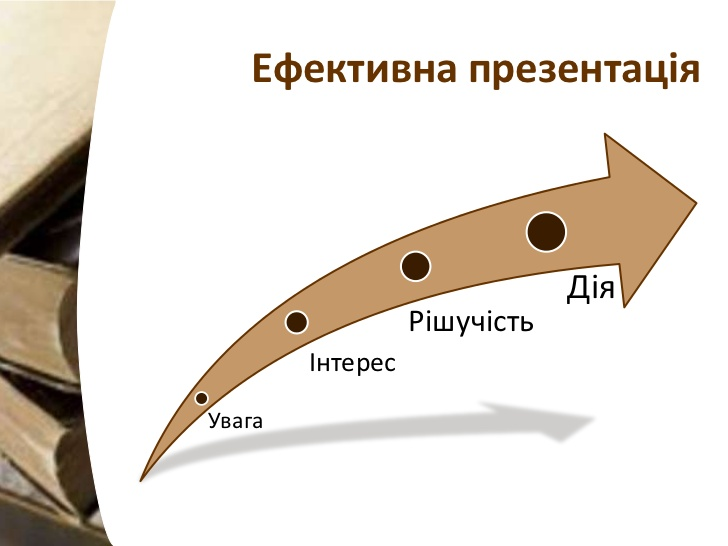 Ефективна презентація
Дія
Рішучість
Інтерес
Увага